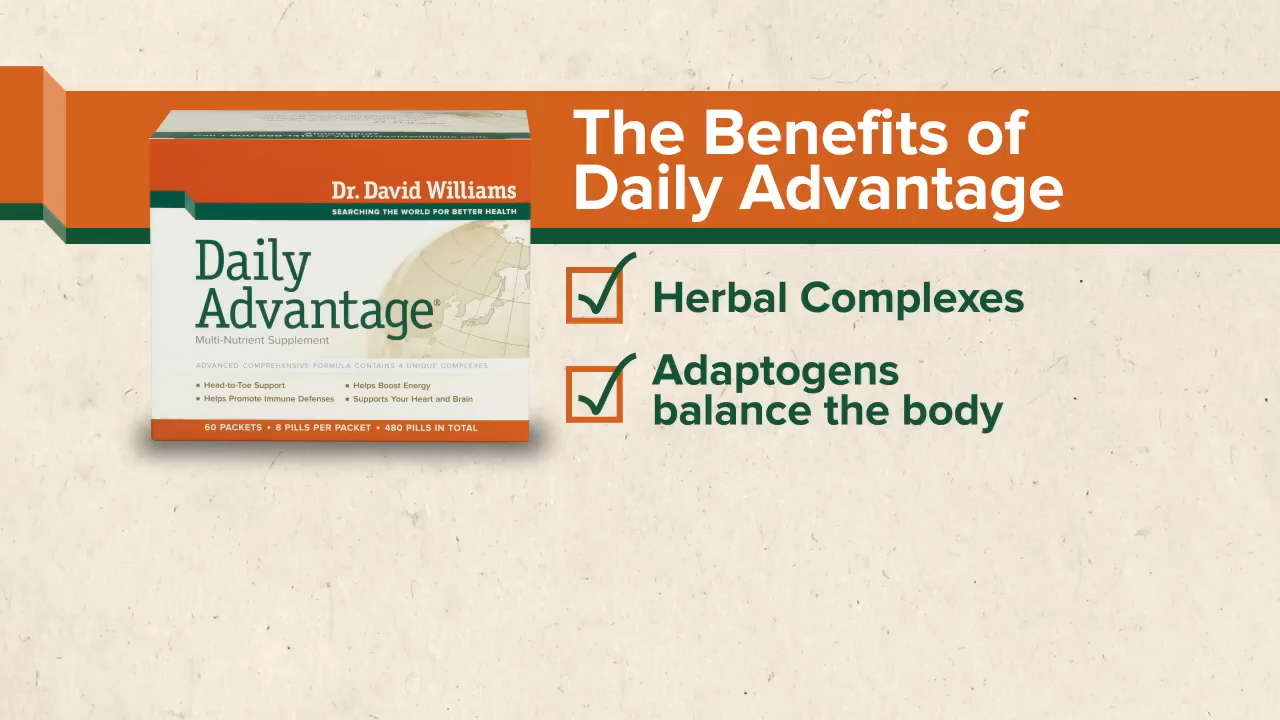 The Benefits of
Daily Advantage
Dr. David Williams
SEARCHING THE WORLD FOR BETTER HEALTH
Daily
Advantage®
Multi-Nutrient Supplement
ADVANCED COMPREHENSIVE FORMULA CONTAINS 4 UNIQUE COMPLEXES
▪ Head-to-Toe Support ▪ Helps Boost Energy
▪ Helps Promote Immune Defenses ▪ Supports Your Heart and Brain
60 PACKETS • 8 PILLS PER PACKET • 480 PILLS IN TOTAL
Herbal Complexes
Adaptogens
balance the body